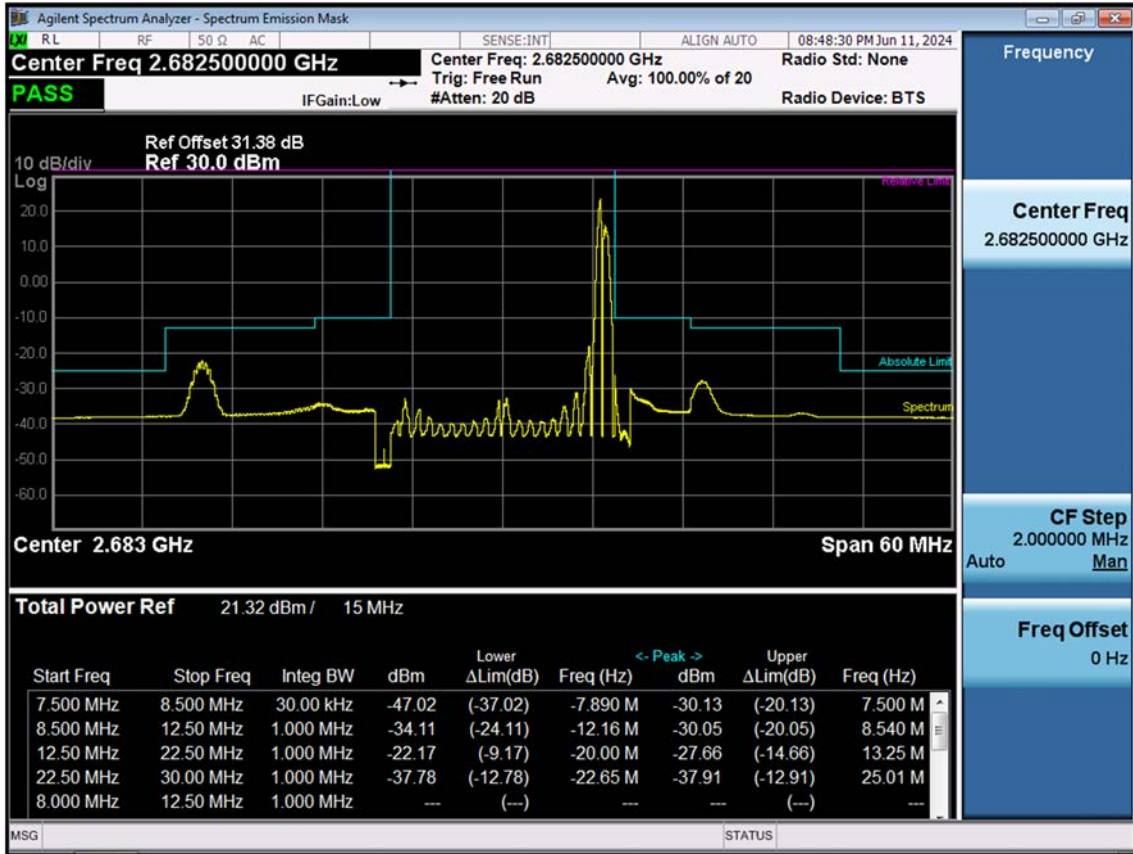 Agilent Spectrum Analyzer - Spectrum Emission Mask
LXI RL RF 50 Ω AC SENSE:INT ALIGN AUTO 08:48:30 PM Jun 11, 2024
Center Freq 2.682500000 GHz
PASS
IFGain:Low
Center Freq: 2.682500000 GHz
Trig: Free Run Avg: 100.00% of 20
#Atten: 20 dB
Radio Std: None
Radio Device: BTS
Ref Offset 31.38 dB
10 dB/div Ref 30.0 dBm
Log
Relative Limit
20.0
10.0
0.00
-10.0
-20.0
Absolute Limit
-30.0
Spectrum
-40.0
-50.0
-60.0
Center 2.683 GHz Span 60 MHz
Total Power Ref 21.32 dBm / 15 MHz
Lower <- Peak -> Upper
Start Freq Stop Freq Integ BW dBm ΔLim(dB) Freq (Hz) dBm ΔLim(dB) Freq (Hz)
7.500 MHz 8.500 MHz 30.00 kHz -47.02 (-37.02) -7.890 M -30.13 (-20.13) 7.500 M
8.500 MHz 12.50 MHz 1.000 MHz -34.11 (-24.11) -12.16 M -30.05 (-20.05) 8.540 M
12.50 MHz 22.50 MHz 1.000 MHz -22.17 (-9.17) -20.00 M -27.66 (-14.66) 13.25 M
22.50 MHz 30.00 MHz 1.000 MHz -37.78 (-12.78) -22.65 M -37.91 (-12.91) 25.01 M
8.000 MHz 12.50 MHz 1.000 MHz --- (---) --- --- (---) ---
MSG STATUS
Frequency
Center Freq
2.682500000 GHz
CF Step
2.000000 MHz
Auto Man
Freq Offset
0 Hz